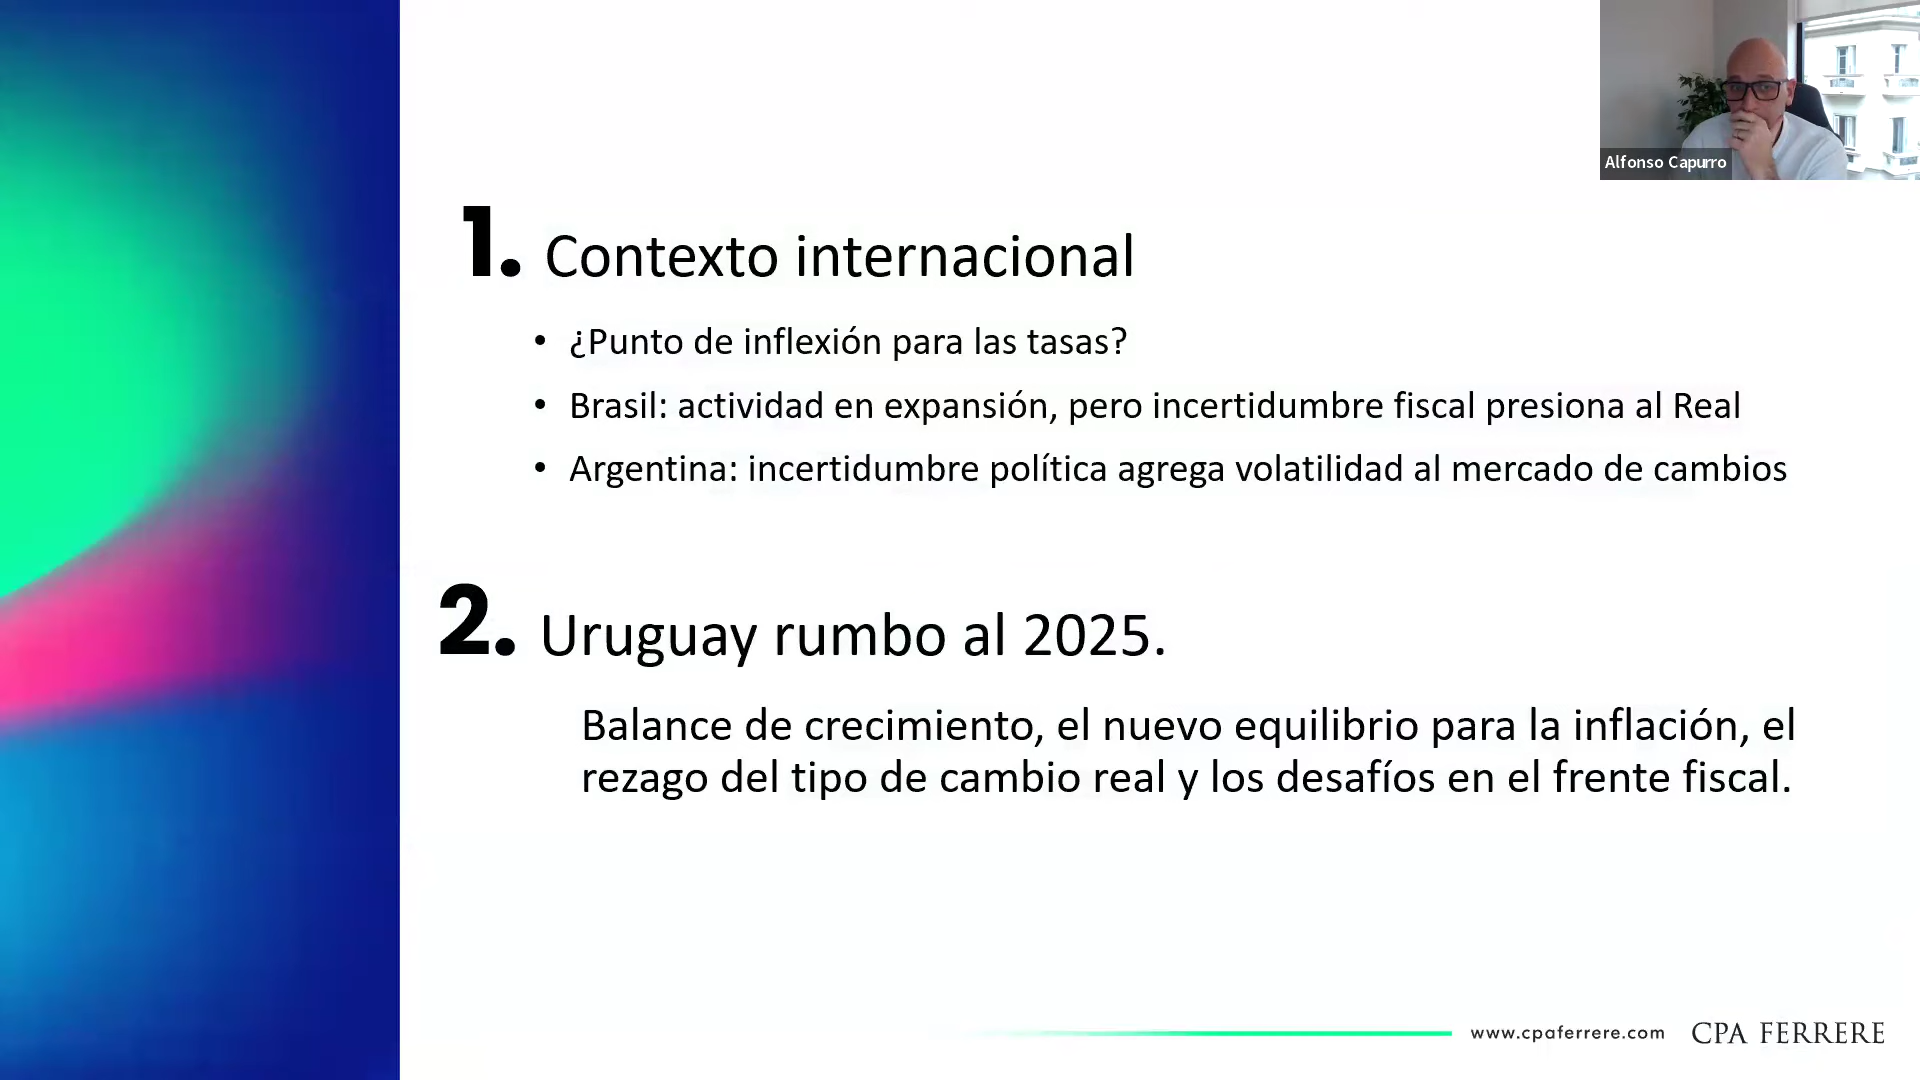 Alfonso Capurro
1. Contexto internacional
• ¿Punto de inflexión para las tasas?
• Brasil: actividad en expansión, pero incertidumbre fiscal presiona al Real
• Argentina: incertidumbre política agrega volatilidad al mercado de cambios
2. Uruguay rumbo al 2025.
Balance de crecimiento, el nuevo equilibrio para la inflación, el
rezago del tipo de cambio real y los desafíos en el frente fiscal.
www.cpaferrere.com CPA FERRERE